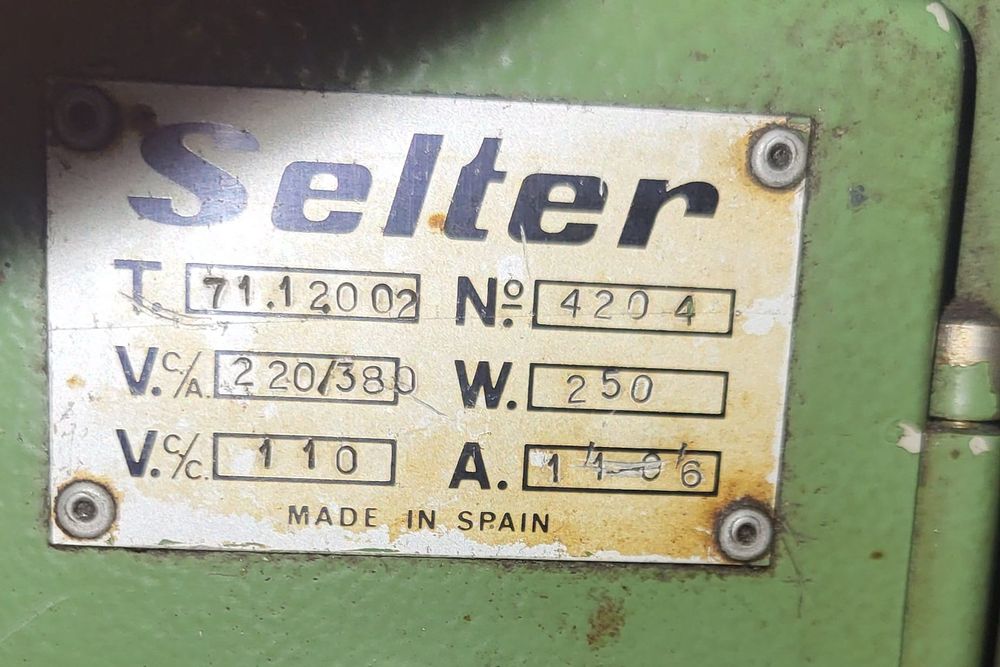 Selter
T. 71.12002 Nº. 4204
V. C/A. 220/380 W. 250
V. C/C. 110 A.
MADE IN SPAIN